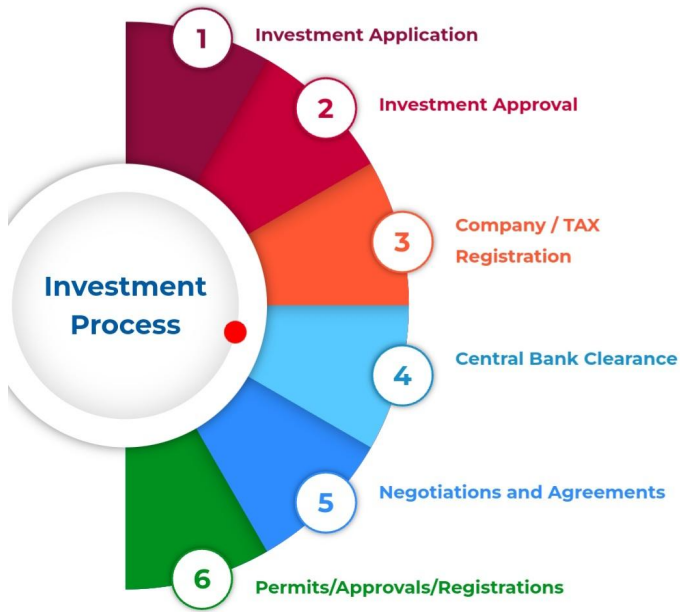 1
Investment Application
2
Investment Approval
3
Company / TAX
Registration
Investment
Process
4
Central Bank Clearance
5
Negotiations and Agreements
6
Permits/Approvals/Registrations